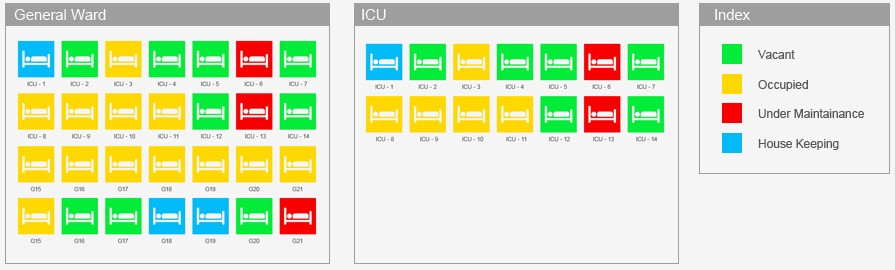 General Ward
ICU - 1 ICU - 2 ICU - 3 ICU - 4 ICU - 5 ICU - 6 ICU - 7
ICU - 8 ICU - 9 ICU - 10 ICU - 11 ICU - 12 ICU - 13 ICU - 14
G15 G16 G17 G18 G19 G20 G21
G15 G16 G17 G18 G19 G20 G21
ICU
ICU - 1 ICU - 2 ICU - 3 ICU - 4 ICU - 5 ICU - 6 ICU - 7
ICU - 8 ICU - 9 ICU - 10 ICU - 11 ICU - 12 ICU - 13 ICU - 14
Index
Vacant
Occupied
Under Maintainance
House Keeping